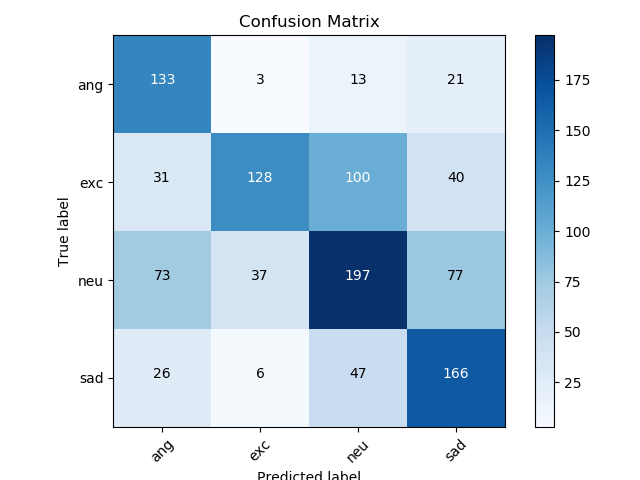 Confusion Matrix
ang 133 3 13 21
exc 31 128 100 40
neu 73 37 197 77
sad 26 6 47 166
ang exc neu sad
True label
Predicted label
175
150
125
100
75
50
25